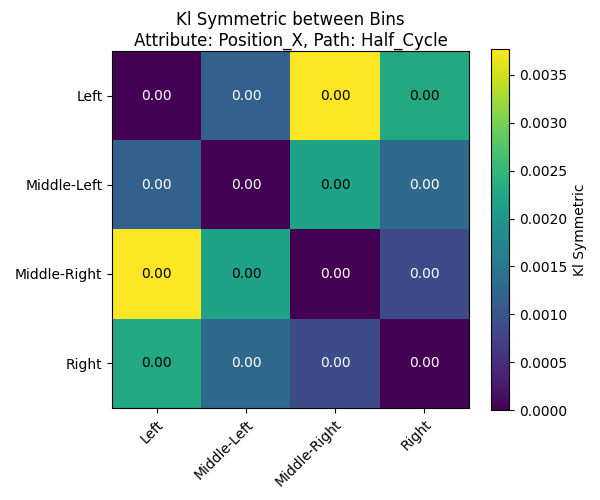 Kl Symmetric between Bins
Attribute: Position_X, Path: Half_Cycle
Left
Middle-Left
Middle-Right
Right
0.00 0.00 0.00 0.00
0.00 0.00 0.00 0.00
0.00 0.00 0.00 0.00
0.00 0.00 0.00 0.00
Left
Middle-Left
Middle-Right
Right
0.0035
0.0030
0.0025
0.0020
0.0015
0.0010
0.0005
0.0000
Kl Symmetric